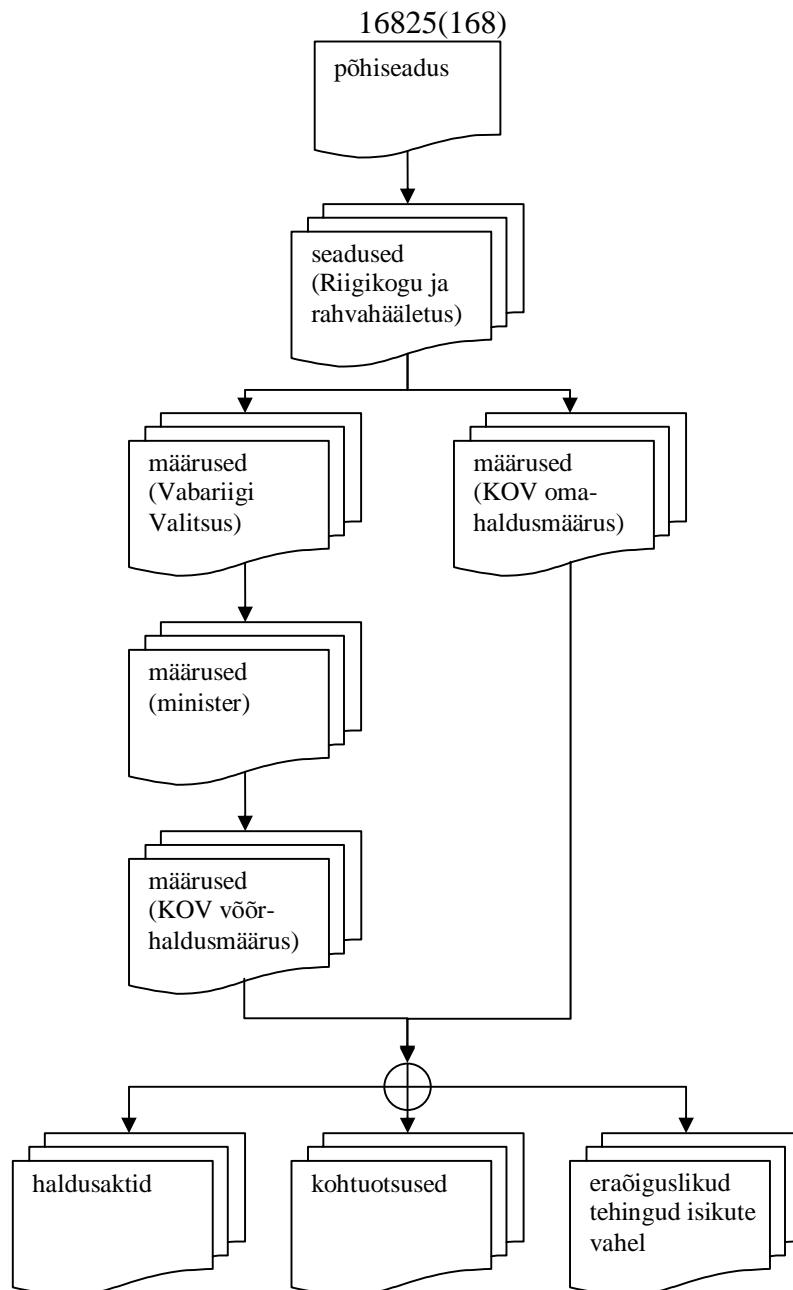 16825(168)
põhiseadus
seadused
(Riigikogu ja
rahvahääletus)
määrused
(Vabariigi
Valitsus)
määrused
(KOV oma-
haldusmäärus)
määrused
(minister)
määrused
(KOV võõr-
haldusmäärus)
haldusaktid
kohtuotsused
eraõiguslikud
tehingud isikute
vahel